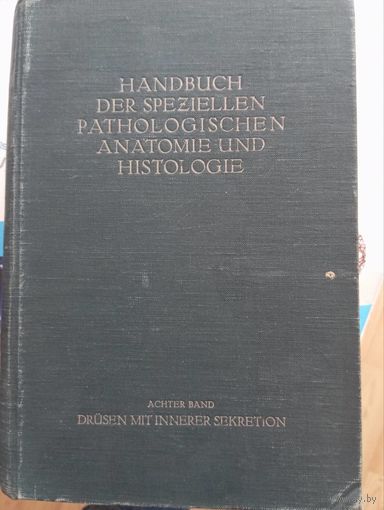 HANDBUCH
DER SPEZIELLEN
PATHOLOGISCHEN
ANATOMIE UND
HISTOLOGIE
ACHTER BAND
DRÜSEN MIT INNERER SEKRETION